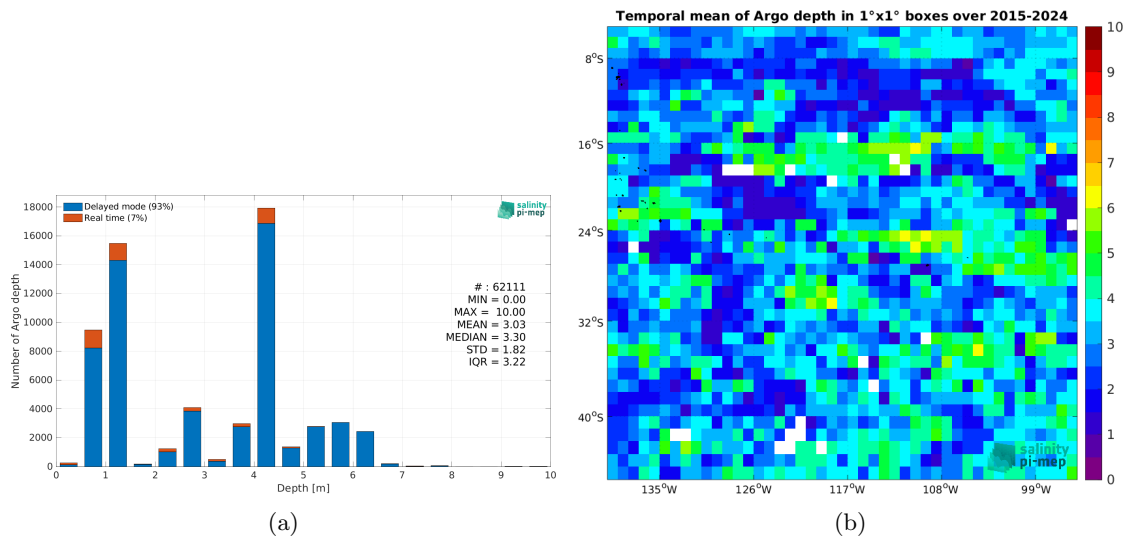 Delayed mode (93%)
Real time (7%)
salinity
pi-mep
Number of Argo depth
18000
16000
14000
12000
10000
8000
6000
4000
2000
0
# : 62111
MIN = 0.00
MAX = 10.00
MEAN = 3.03
MEDIAN = 3.30
STD = 1.82
IQR = 3.22
0 1 2 3 4 5 6 7 8 9 10
Depth [m]
(a)
Temporal mean of Argo depth in 1°x1° boxes over 2015-2024
8°S
16°S
24°S
32°S
40°S
135°W 126°W 117°W 108°W 99°W
salinity
pi-mep
10
9
8
7
6
5
4
3
2
1
0
(b)